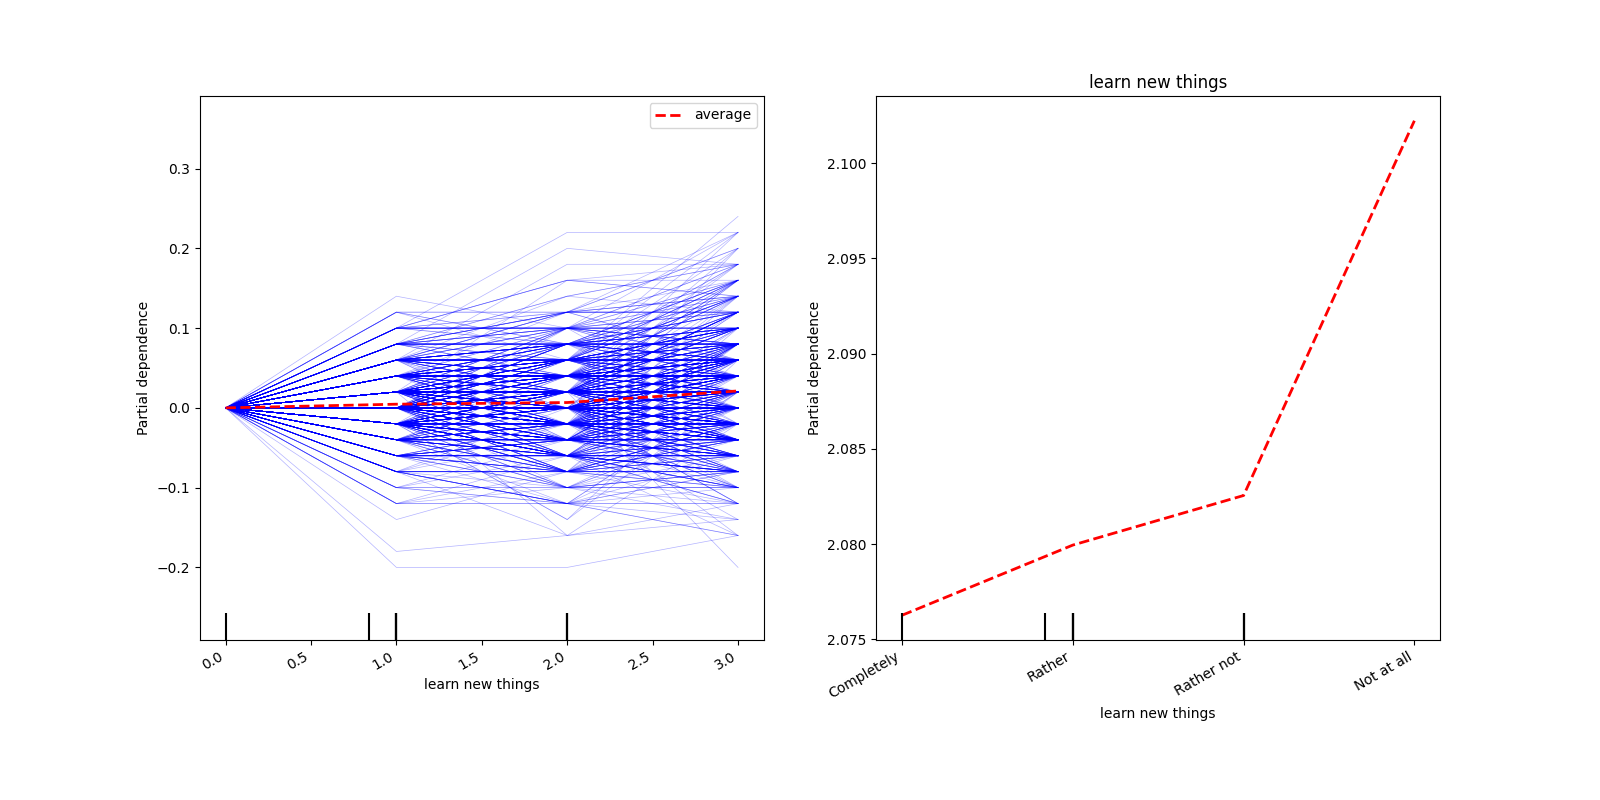 average
Partial dependence
0.3
0.2
0.1
0.0
−0.1
−0.2
0.0
0.5
1.0
1.5
2.0
2.5
3.0
learn new things
learn new things
Partial dependence
2.100
2.095
2.090
2.085
2.080
2.075
Completely
Rather
Rather not
Not at all
learn new things